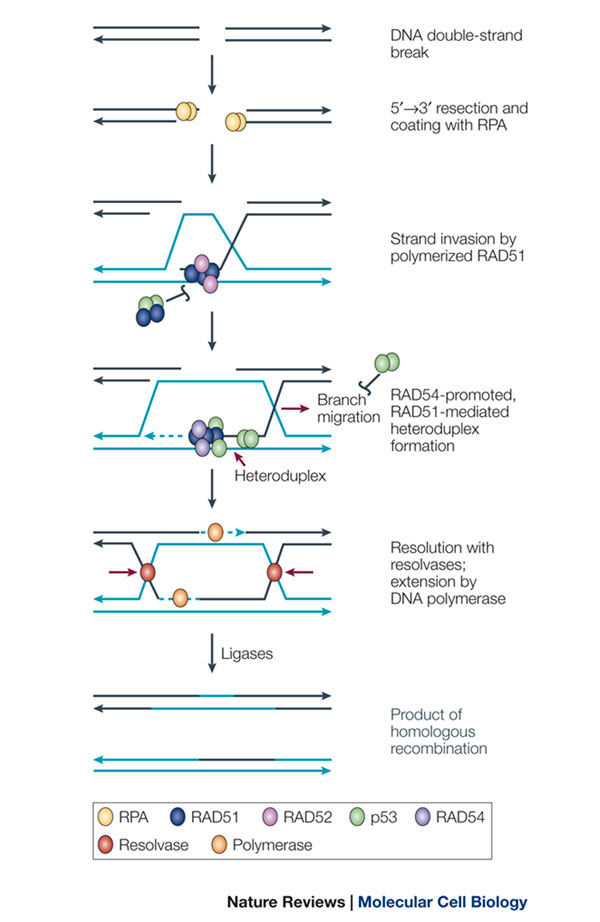 DNA double-strand
break
5′→3′ resection and
coating with RPA
Strand invasion by
polymerized RAD51
Branch
migration
RAD54-promoted,
RAD51-mediated
heteroduplex
formation
Heteroduplex
Resolution with
resolvases;
extension by
DNA polymerase
Ligases
Product of
homologous
recombination
RPA RAD51 RAD52 p53 RAD54
Resolvase Polymerase
Nature Reviews | Molecular Cell Biology